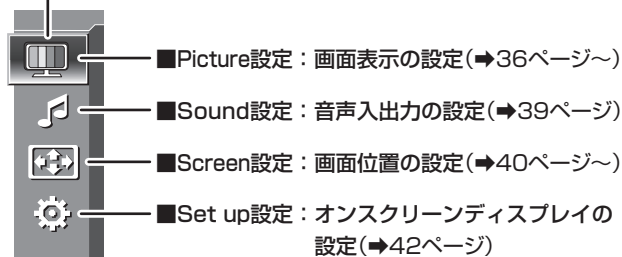 ■Picture設定：画面表示の設定(➡36ページ～)
■Sound設定：音声入出力の設定(➡39ページ)
■Screen設定：画面位置の設定(➡40ページ～)
■Set up設定：オンスクリーンディスプレイの
設定(➡42ページ)